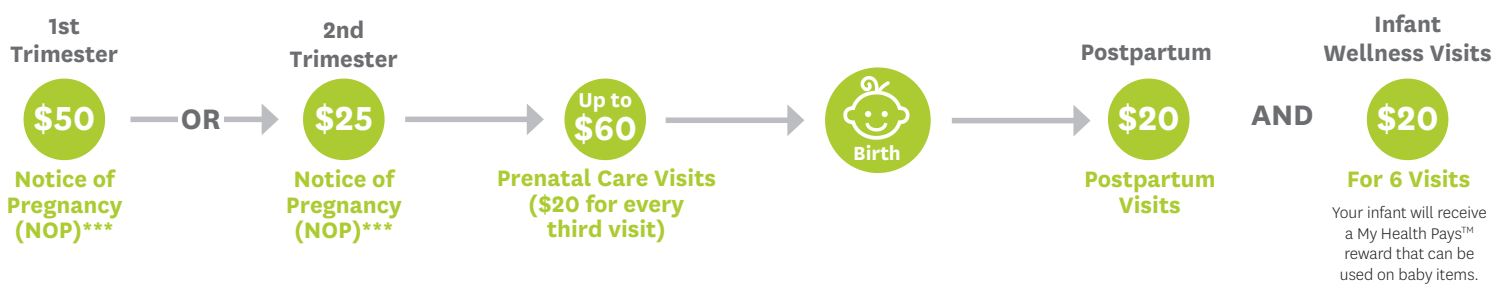 1st
Trimester
$50
Notice of
Pregnancy
(NOP)***
OR
2nd
Trimester
$25
Notice of
Pregnancy
(NOP)***
Up to
$60
Prenatal Care Visits
($20 for every
third visit)
Birth
Postpartum
$20
Postpartum
Visits
AND
Infant
Wellness Visits
$20
For 6 Visits
Your infant will receive
a My Health Pays™
reward that can be
used on baby items.